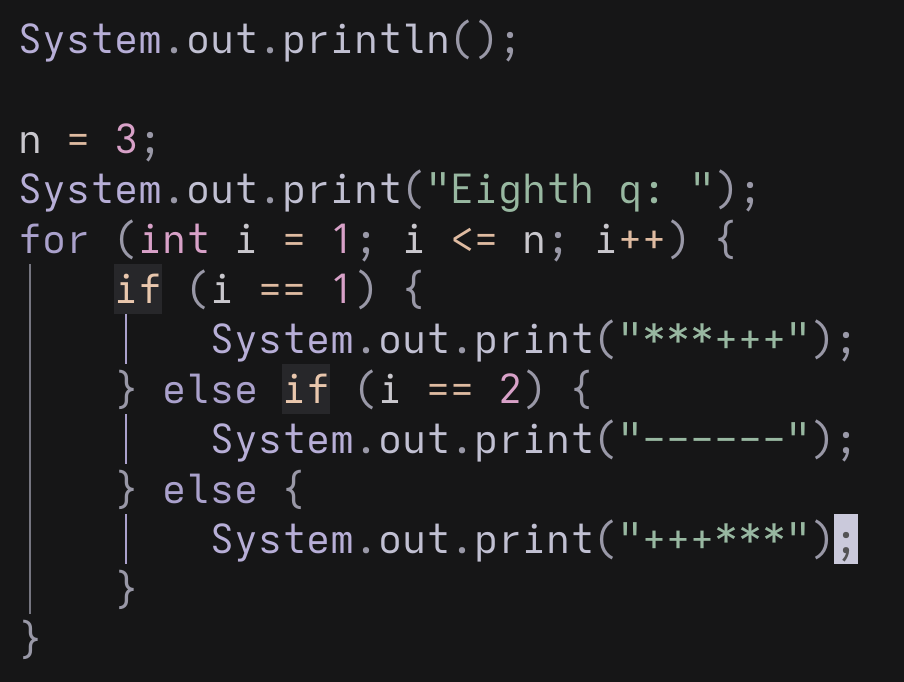 System.out.println();

n = 3;
System.out.print("Eighth q: ");
for (int i = 1; i <= n; i++) {
    if (i == 1) {
        System.out.print("***+++");
    } else if (i == 2) {
        System.out.print("------");
    } else {
        System.out.print("+++***");
    }
}